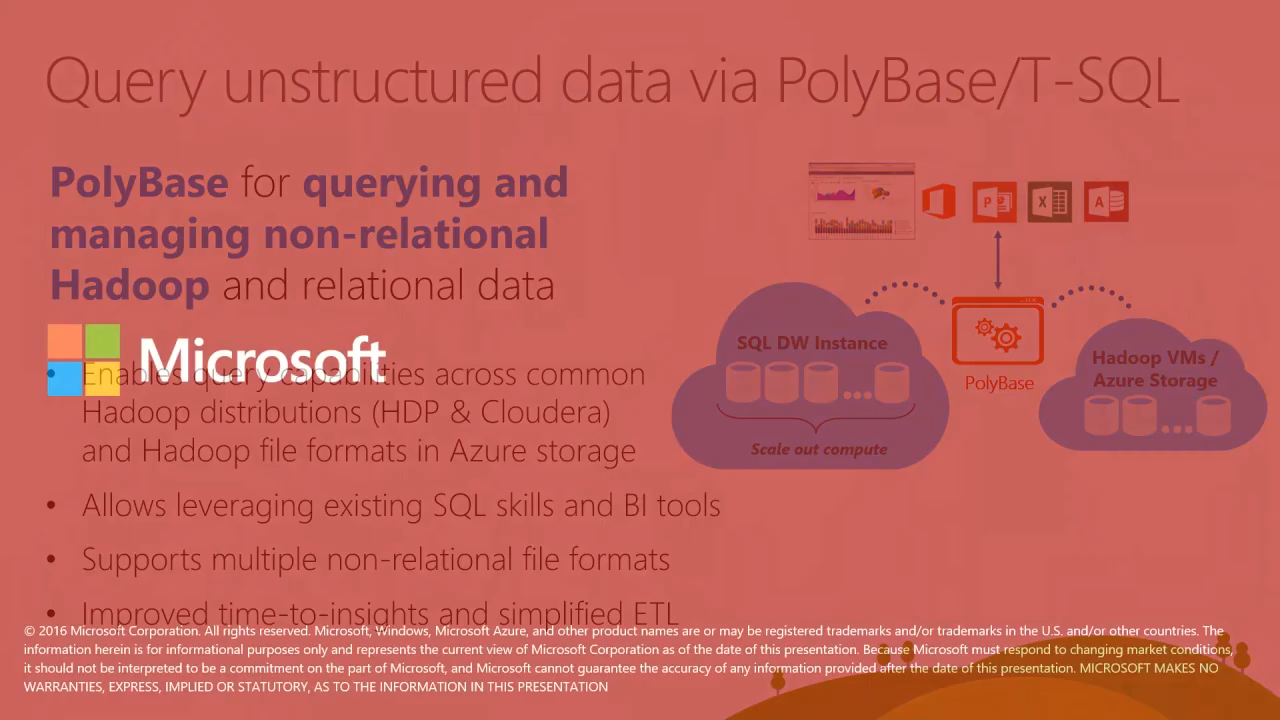 Query unstructured data via PolyBase/T-SQL
PolyBase for querying and
managing non-relational
Hadoop and relational data
Microsoft
• Enables query capabilities across common
Hadoop distributions (HDP & Cloudera)
and Hadoop file formats in Azure storage
• Allows leveraging existing SQL skills and BI tools
• Supports multiple non-relational file formats
• Improved time-to-insights and simplified ETL
P
X
A
SQL DW Instance
Scale out compute
PolyBase
Hadoop VMs /
Azure Storage
© 2016 Microsoft Corporation. All rights reserved. Microsoft, Windows, Microsoft Azure, and other product names are or may be registered trademarks and/or trademarks in the U.S. and/or other countries. The
information herein is for informational purposes only and represents the current view of Microsoft Corporation as of the date of this presentation. Because Microsoft must respond to changing market conditions,
it should not be interpreted to be a commitment on the part of Microsoft, and Microsoft cannot guarantee the accuracy of any information provided after the date of this presentation. MICROSOFT MAKES NO
WARRANTIES, EXPRESS, IMPLIED OR STATUTORY, AS TO THE INFORMATION IN THIS PRESENTATION